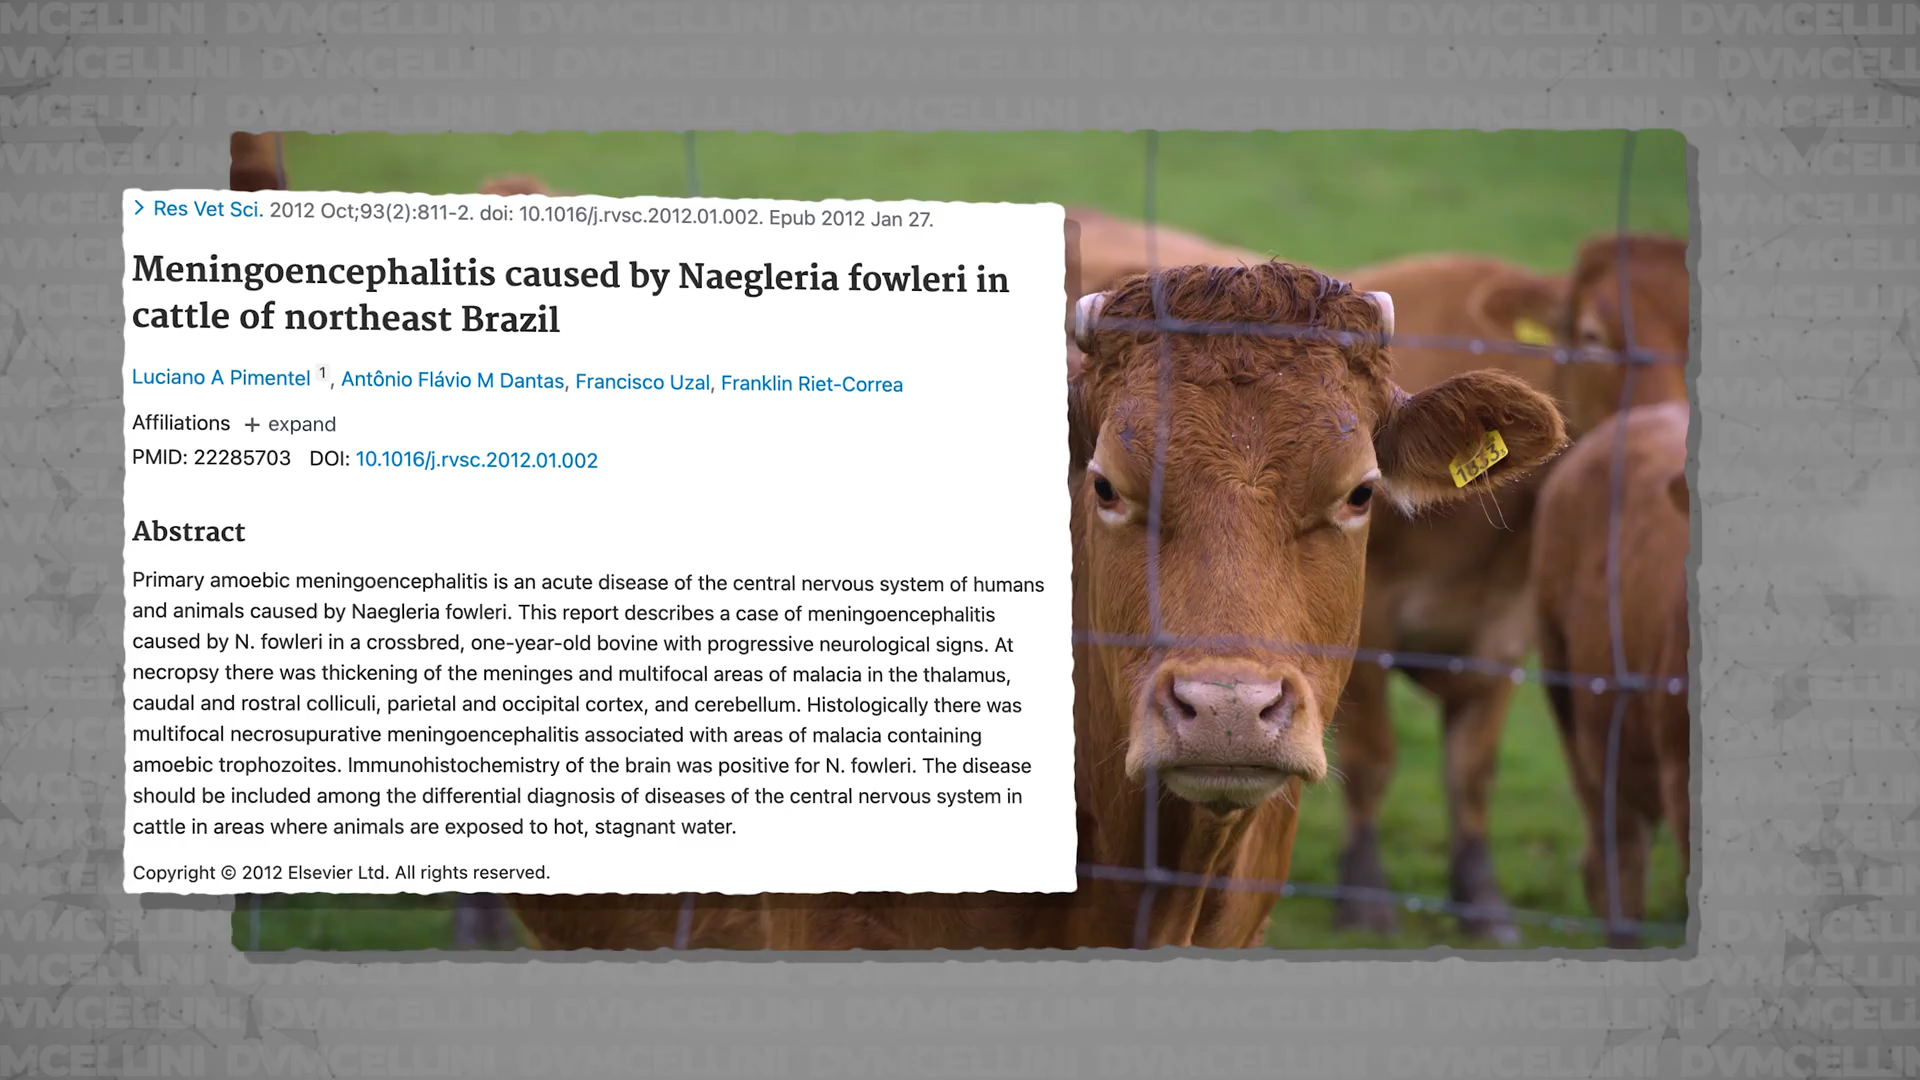 > Res Vet Sci. 2012 Oct;93(2):811-2. doi: 10.1016/j.rvsc.2012.01.002. Epub 2012 Jan 27.
Meningoencephalitis caused by Naegleria fowleri in
cattle of northeast Brazil
Luciano A Pimentel 1, Antônio Flávio M Dantas, Francisco Uzal, Franklin Riet-Correa
Affiliations + expand
PMID: 22285703 DOI: 10.1016/j.rvsc.2012.01.002
Abstract
Primary amoebic meningoencephalitis is an acute disease of the central nervous system of humans
and animals caused by Naegleria fowleri. This report describes a case of meningoencephalitis
caused by N. fowleri in a crossbred, one-year-old bovine with progressive neurological signs. At
necropsy there was thickening of the meninges and multifocal areas of malacia in the thalamus,
caudal and rostral colliculi, parietal and occipital cortex, and cerebellum. Histologically there was
multifocal necrosupurative meningoencephalitis associated with areas of malacia containing
amoebic trophozoites. Immunohistochemistry of the brain was positive for N. fowleri. The disease
should be included among the differential diagnosis of diseases of the central nervous system in
cattle in areas where animals are exposed to hot, stagnant water.
Copyright © 2012 Elsevier Ltd. All rights reserved.
DVMCELLINI